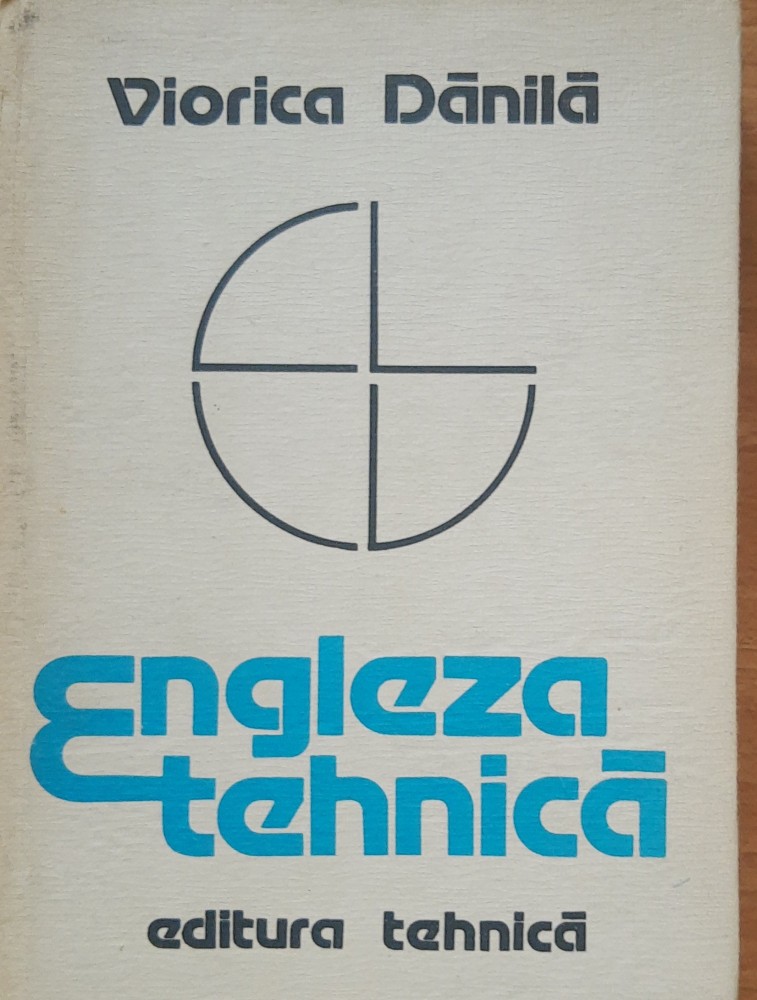 Viorica Dănilă
Engleza
tehnică
editura tehnică